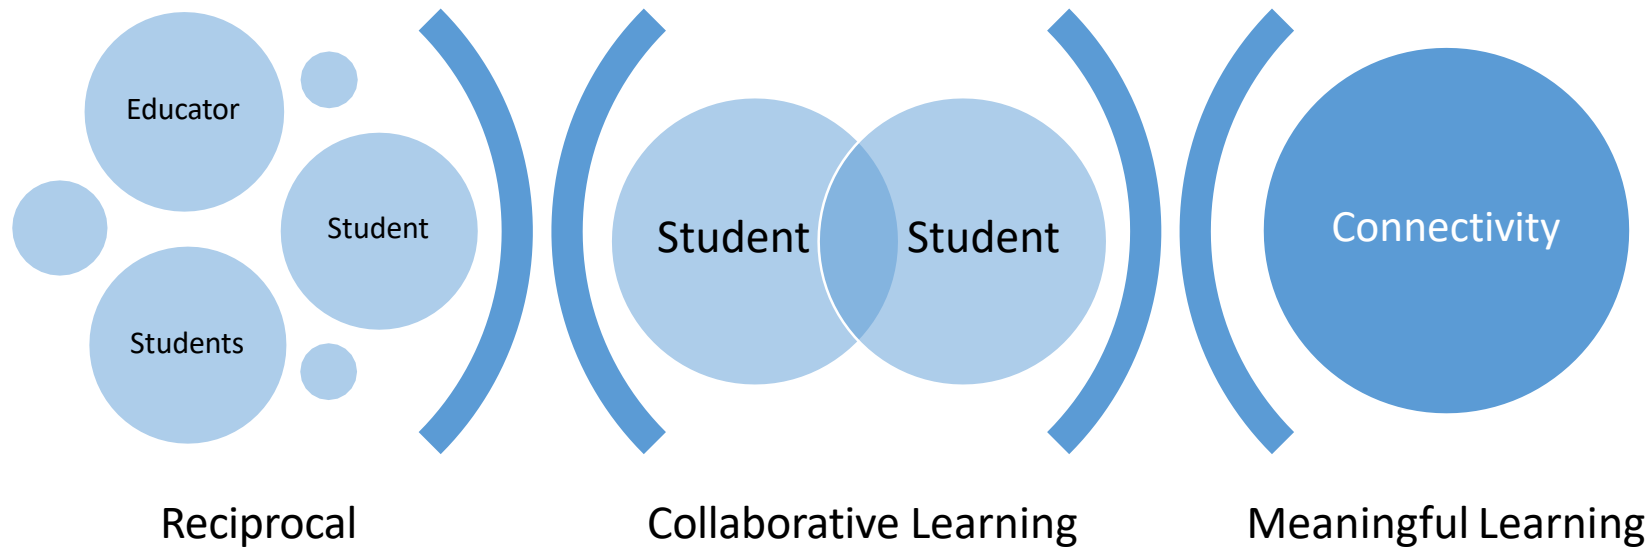 Educator
Student
Students
Reciprocal
Student
Student
Collaborative Learning
Connectivity
Meaningful Learning